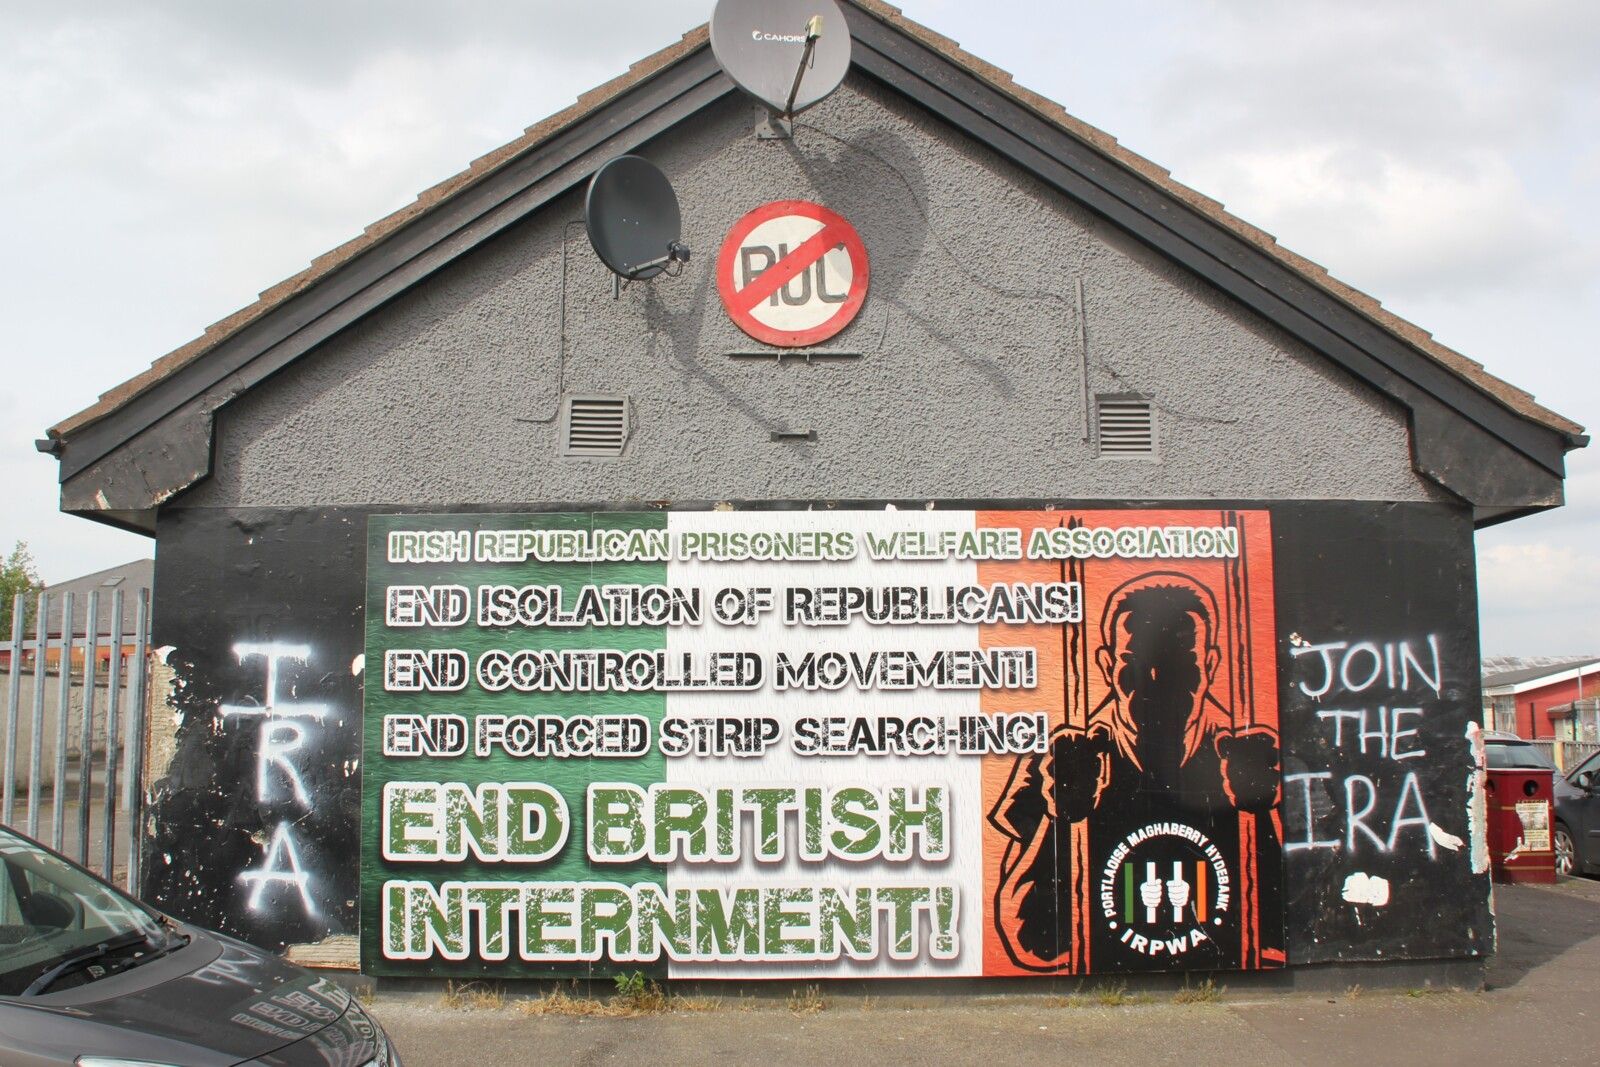 CAHORS
RUC
IRISH REPUBLICAN PRISONERS WELFARE ASSOCIATION
END ISOLATION OF REPUBLICANS!
END CONTROLLED MOVEMENT!
END FORCED STRIP SEARCHING!
END BRITISH
INTERNMENT!
PORTLAOISE MAGHABERRY HYDEBANK
IRPWA
IRA
JOIN
THE
IRA